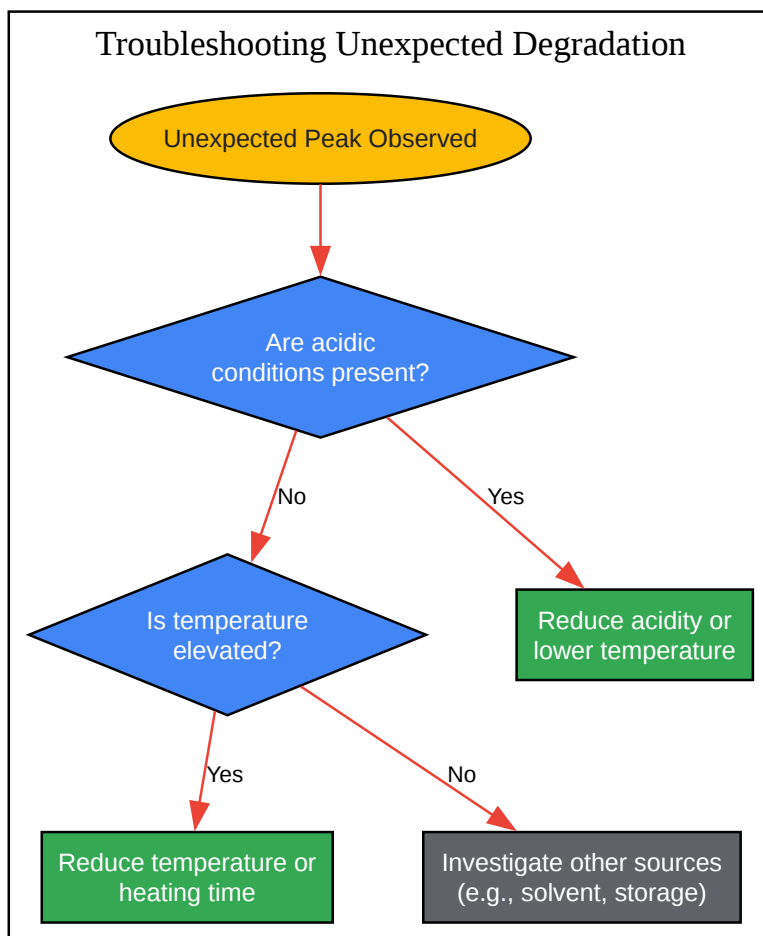 Troubleshooting Unexpected Degradation
Unexpected Peak Observed
Are acidic
conditions present?
No
Yes
Is temperature
elevated?
Reduce acidity or
lower temperature
Yes
No
Reduce temperature or
heating time
Investigate other sources
(e.g., solvent, storage)